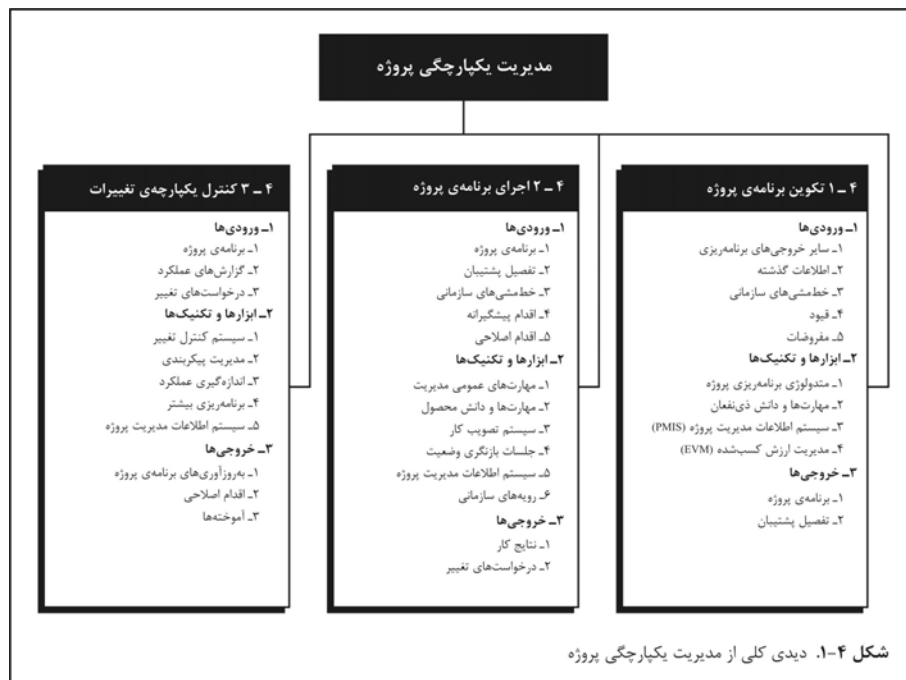 مدیریت یکپارچگی پروژه
۴ ـ ۱ تکوین برنامه‌ی پروژه
۱ـ ورودی‌ها
۱ـ سایر خروجی‌های برنامه‌ریزی
۲ـ اطلاعات گذشته
۳ـ خط‌مشی‌های سازمانی
۴ـ قیود
۵ـ مفروضات
۲ـ ابزارها و تکنیک‌ها
۱ـ متدولوژی برنامه‌ریزی پروژه
۲ـ مهارت‌ها و دانش ذی‌نفعان
۳ـ سیستم اطلاعات مدیریت پروژه (PMIS)
۴ـ مدیریت ارزش کسب‌شده (EVM)
۳ـ خروجی‌ها
۱ـ برنامه‌ی پروژه
۲ـ تفصیل پشتیبان
۴ ـ ۲ اجرای برنامه‌ی پروژه
۱ـ ورودی‌ها
۱ـ برنامه‌ی پروژه
۲ـ تفصیل پشتیبان
۳ـ خط‌مشی‌های سازمانی
۴ـ اقدام پیشگیرانه
۵ـ اقدام اصلاحی
۲ـ ابزارها و تکنیک‌ها
۱ـ مهارت‌های عمومی مدیریت
۲ـ مهارت‌ها و دانش محصول
۳ـ سیستم تصویب کار
۴ـ جلسات بازنگری وضعیت
۵ـ سیستم اطلاعات مدیریت پروژه
۶ـ رویه‌های سازمانی
۳ـ خروجی‌ها
۱ـ نتایج کار
۲ـ درخواست‌های تغییر
۴ ـ ۳ کنترل یکپارچه‌ی تغییرات
۱ـ ورودی‌ها
۱ـ برنامه‌ی پروژه
۲ـ گزارش‌های عملکرد
۳ـ درخواست‌های تغییر
۲ـ ابزارها و تکنیک‌ها
۱ـ سیستم کنترل تغییر
۲ـ مدیریت پیکربندی
۳ـ اندازه‌گیری عملکرد
۴ـ برنامه‌ریزی بیشتر
۵ـ سیستم اطلاعات مدیریت پروژه
۳ـ خروجی‌ها
۱ـ به‌روزآوری‌های برنامه‌ی پروژه
۲ـ اقدام اصلاحی
۳ـ آموخته‌ها
شکل ۴-۱. دیدی کلی از مدیریت یکپارچگی پروژه